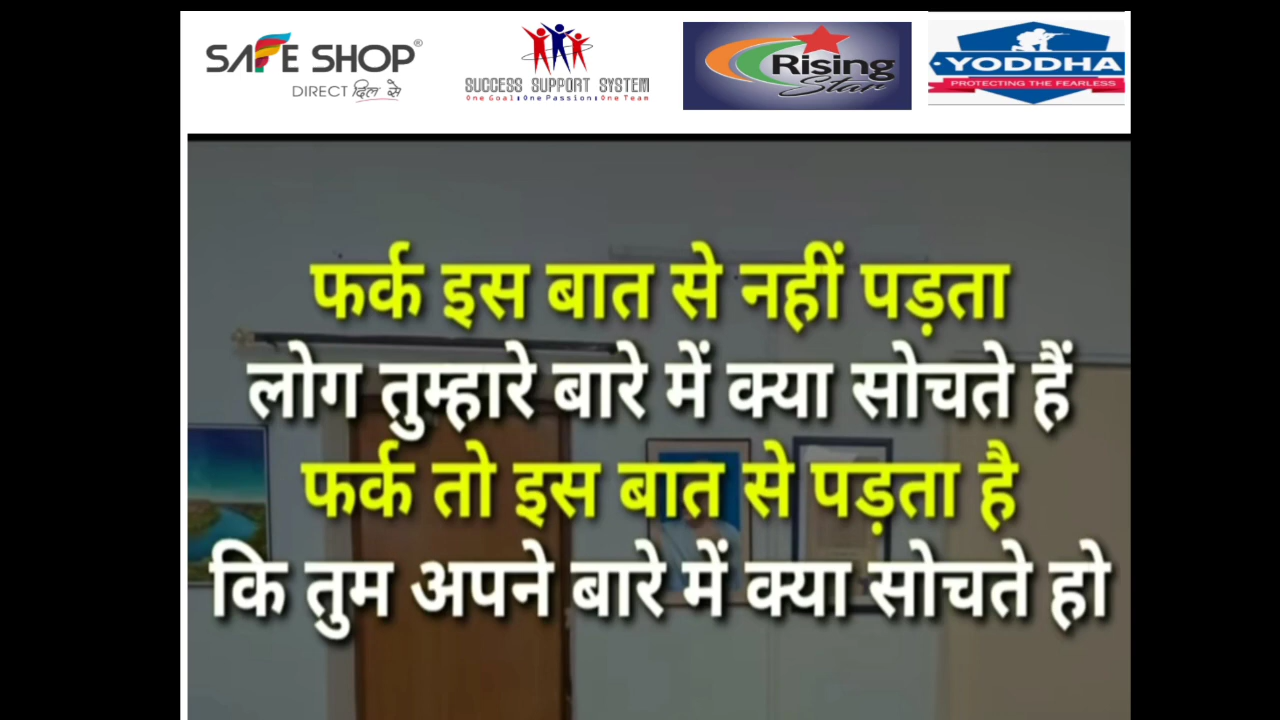 SAFE SHOP®
DIRECT दिल से
SUCCESS SUPPORT SYSTEM
One Goal:One Passion:One Team
Rising
Star
YODDHA
PROTECTING THE FEARLESS
फर्क इस बात से नहीं पड़ता
लोग तुम्हारे बारे में क्या सोचते हैं
फर्क तो इस बात से पड़ता है
कि तुम अपने बारे में क्या सोचते हो